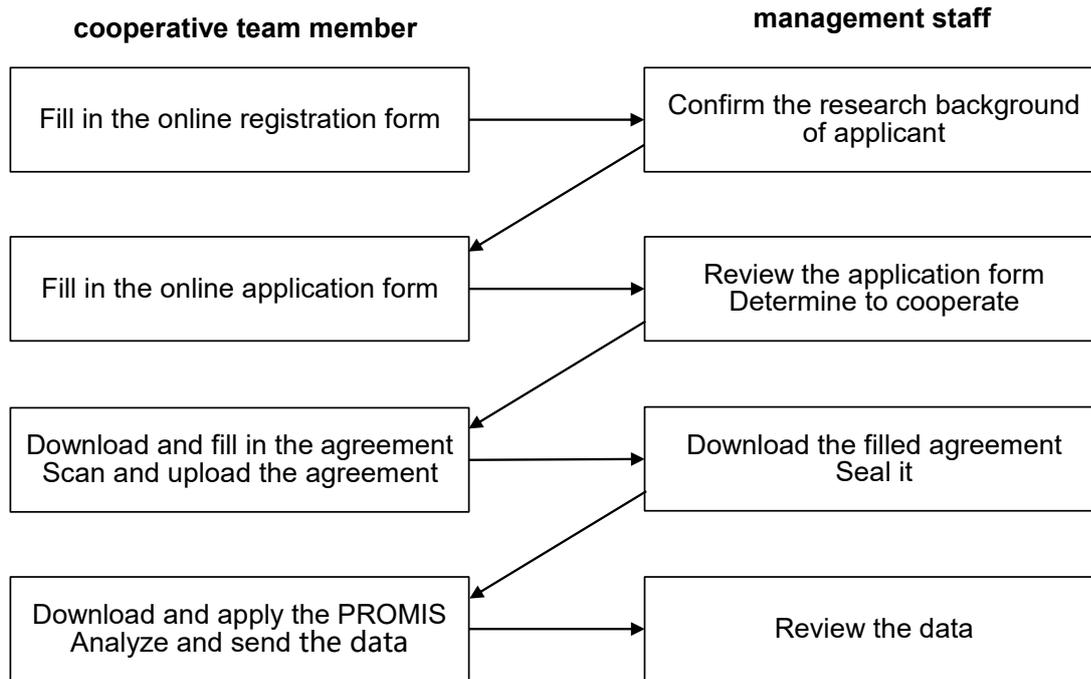 cooperative team member
management staff
Fill in the online registration form
Confirm the research background
of applicant
Fill in the online application form
Review the application form
Determine to cooperate
Download and fill in the agreement
Scan and upload the agreement
Download the filled agreement
Seal it
Download and apply the PROMIS
Analyze and send the data
Review the data